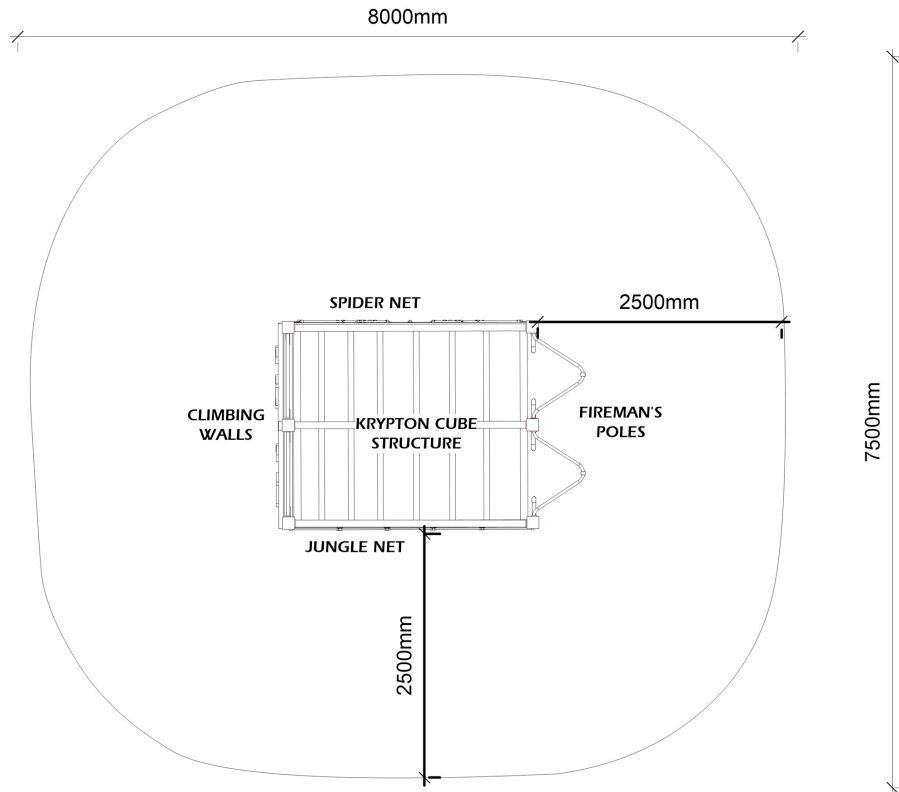 8000mm
SPIDER NET
2500mm
CLIMBING
WALLS
KRYPTON CUBE
STRUCTURE
FIREMAN'S
POLES
7500mm
JUNGLE NET
2500mm